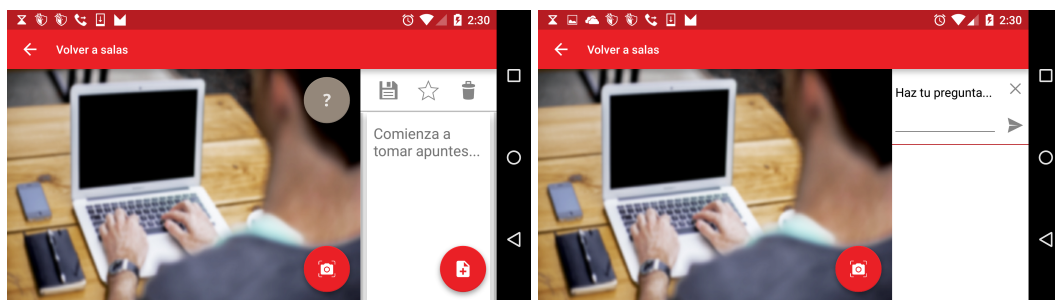 2:30
Volver a salas
?
Comienza a
tomar apuntes...
2:30
Volver a salas
Haz tu pregunta...